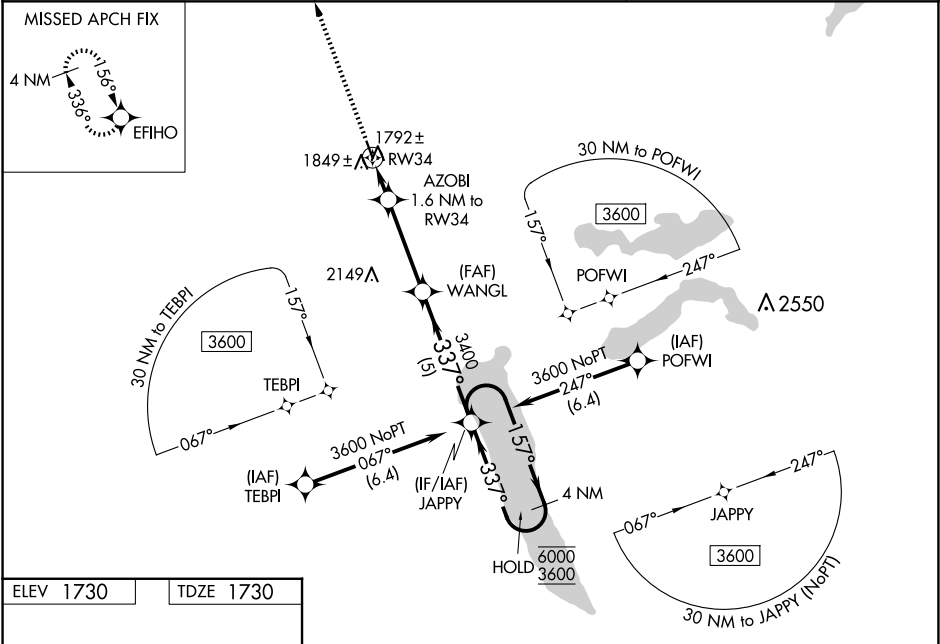 MISSED APCH FIX
4 NM
156°
336°
EFIHO
1792±
1849±
RW34
AZOBI
1.6 NM to
RW34
30 NM to POFWI
3600
157°
247°
POFWI
2149
(FAF)
WANGL
2550
30 NM to TEBPI
3600
157°
TEBPI
067°
3400
337°
(5)
(IAF)
POFWI
3600 NoPT
247°
(6.4)
3600 NoPT
067°
(6.4)
(IAF)
TEBPI
(IF/IAF)
JAPPY
157°
337°
4 NM
HOLD
6000
3600
247°
067°
JAPPY
3600
30 NM to JAPPY (NoPT)
ELEV 1730
TDZE 1730